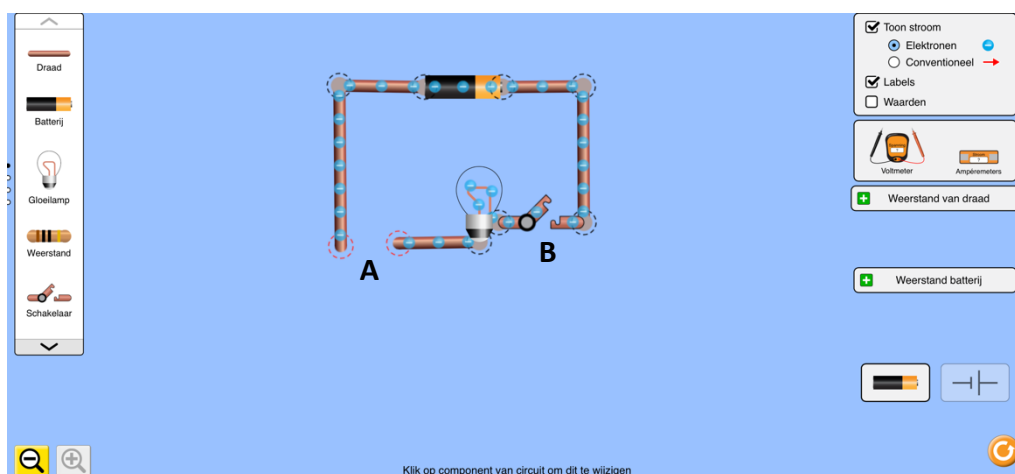 Draad
Batterij
Gloeilamp
Weerstand
Schakelaar
A
B
Toon stroom
Elektronen
Conventioneel
Labels
Waarden
Voltmeter
Ampèremeters
Weerstand van draad
Weerstand batterij
Klik op component van circuit om dit te wijzigen